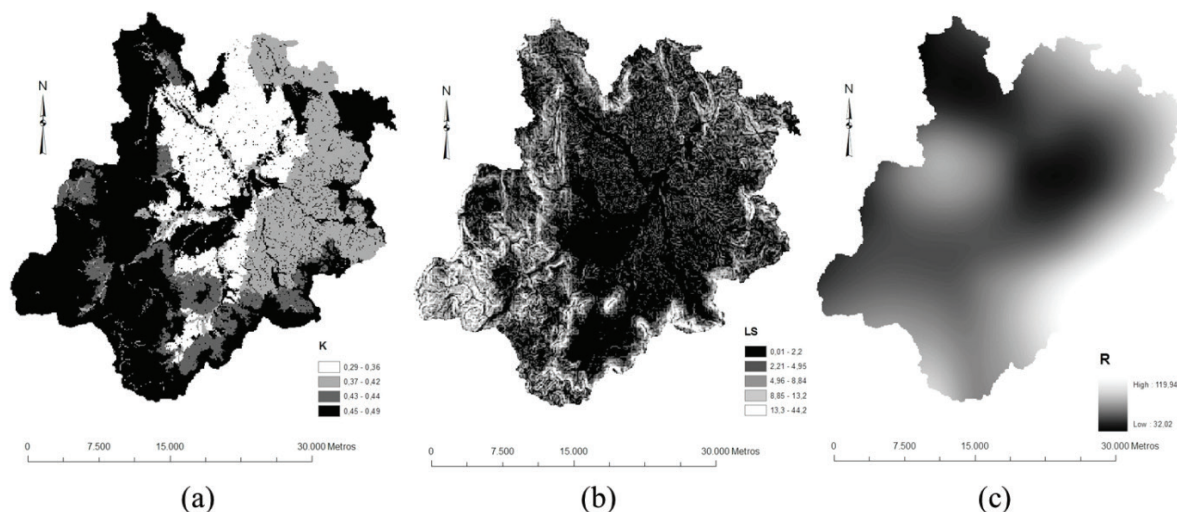 N
K
0,29 - 0,36
0,37 - 0,42
0,43 - 0,44
0,45 - 0,49
0 7.500 15.000 30.000 Metros
(a)
N
LS
0,01 - 2,2
2,21 - 4,95
4,96 - 8,84
8,85 - 13,2
13,3 - 44,2
0 7.500 15.000 30.000 Metros
(b)
N
R
High : 119,94
Low : 32,02
0 7.500 15.000 30.000 Metros
(c)